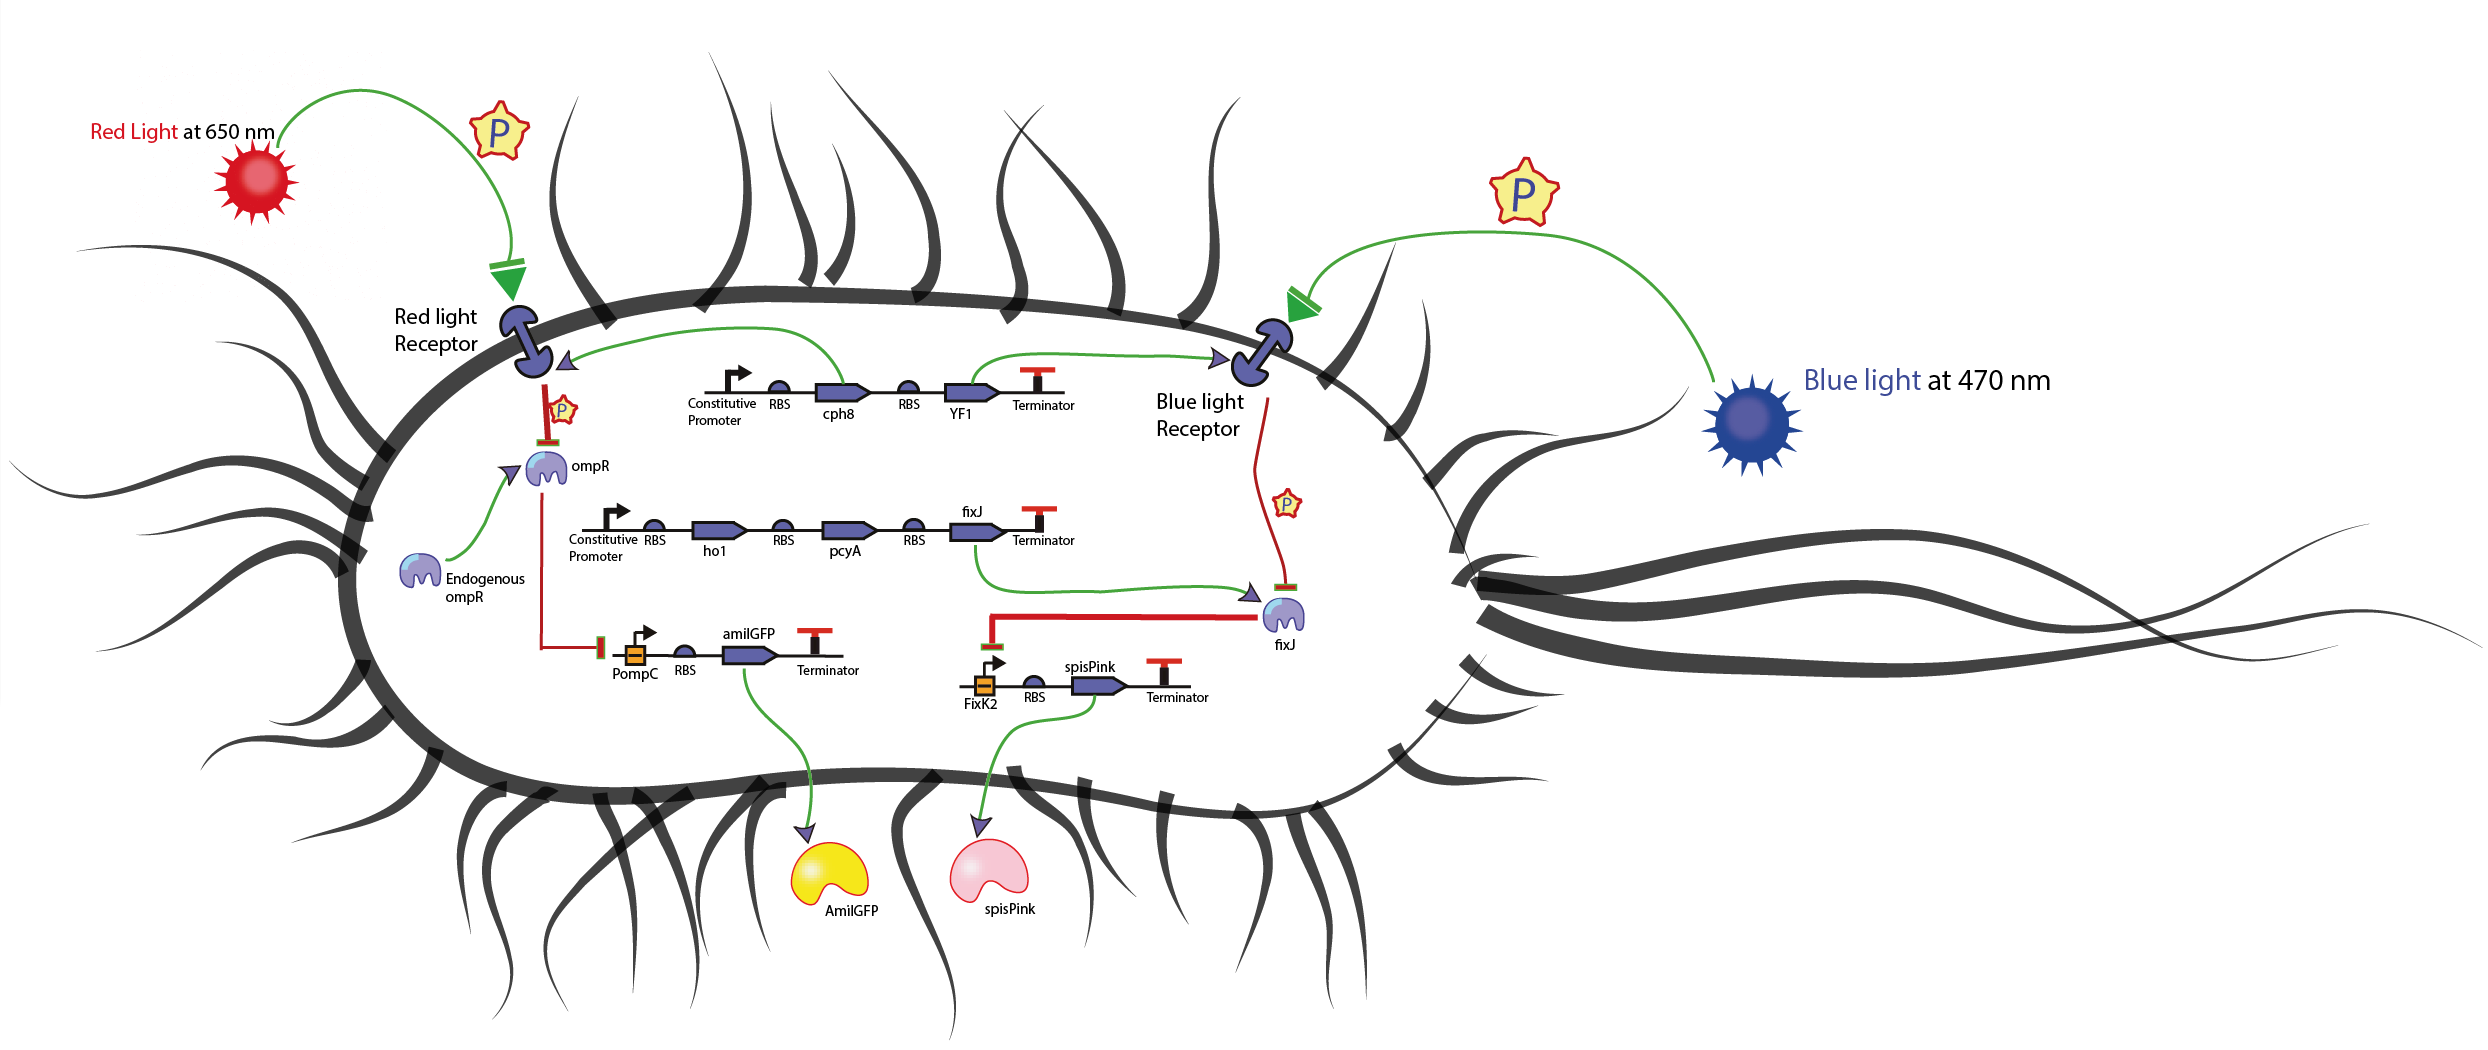 Red Light at 650 nm
P
P
Blue light at 470 nm
Red light
Receptor
Constitutive
Promoter
RBS
cph8
RBS
YF1
Terminator
Blue light
Receptor
P
ompR
P
Constitutive
Promoter
RBS
ho1
RBS
pcyA
RBS
fixJ
Terminator
Endogenous
ompR
fixJ
PompC
RBS
amilGFP
Terminator
FixK2
RBS
spisPink
Terminator
AmilGFP
spisPink